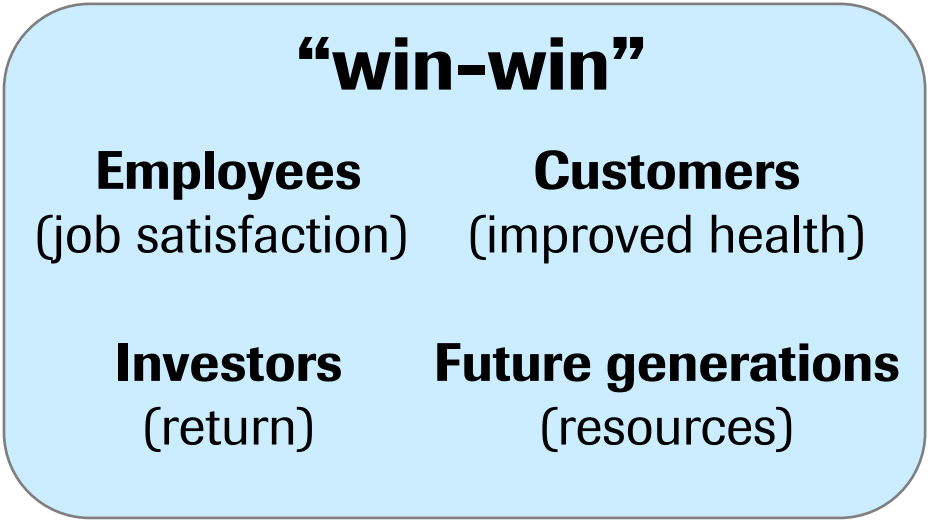 “win-win”
Employees
(job satisfaction)
Customers
(improved health)
Investors
(return)
Future generations
(resources)